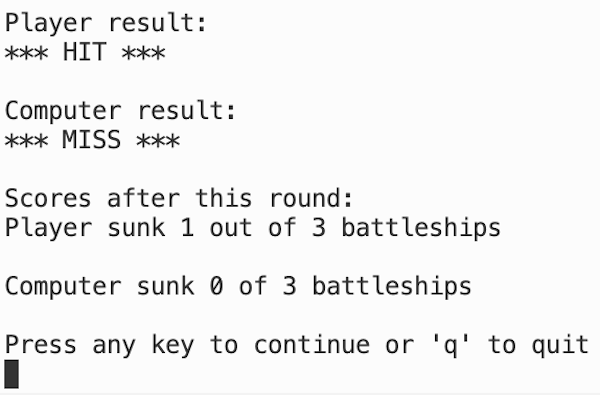 Player result:
*** HIT ***
Computer result:
*** MISS ***
Scores after this round:
Player sunk 1 out of 3 battleships
Computer sunk 0 of 3 battleships
Press any key to continue or 'q' to quit